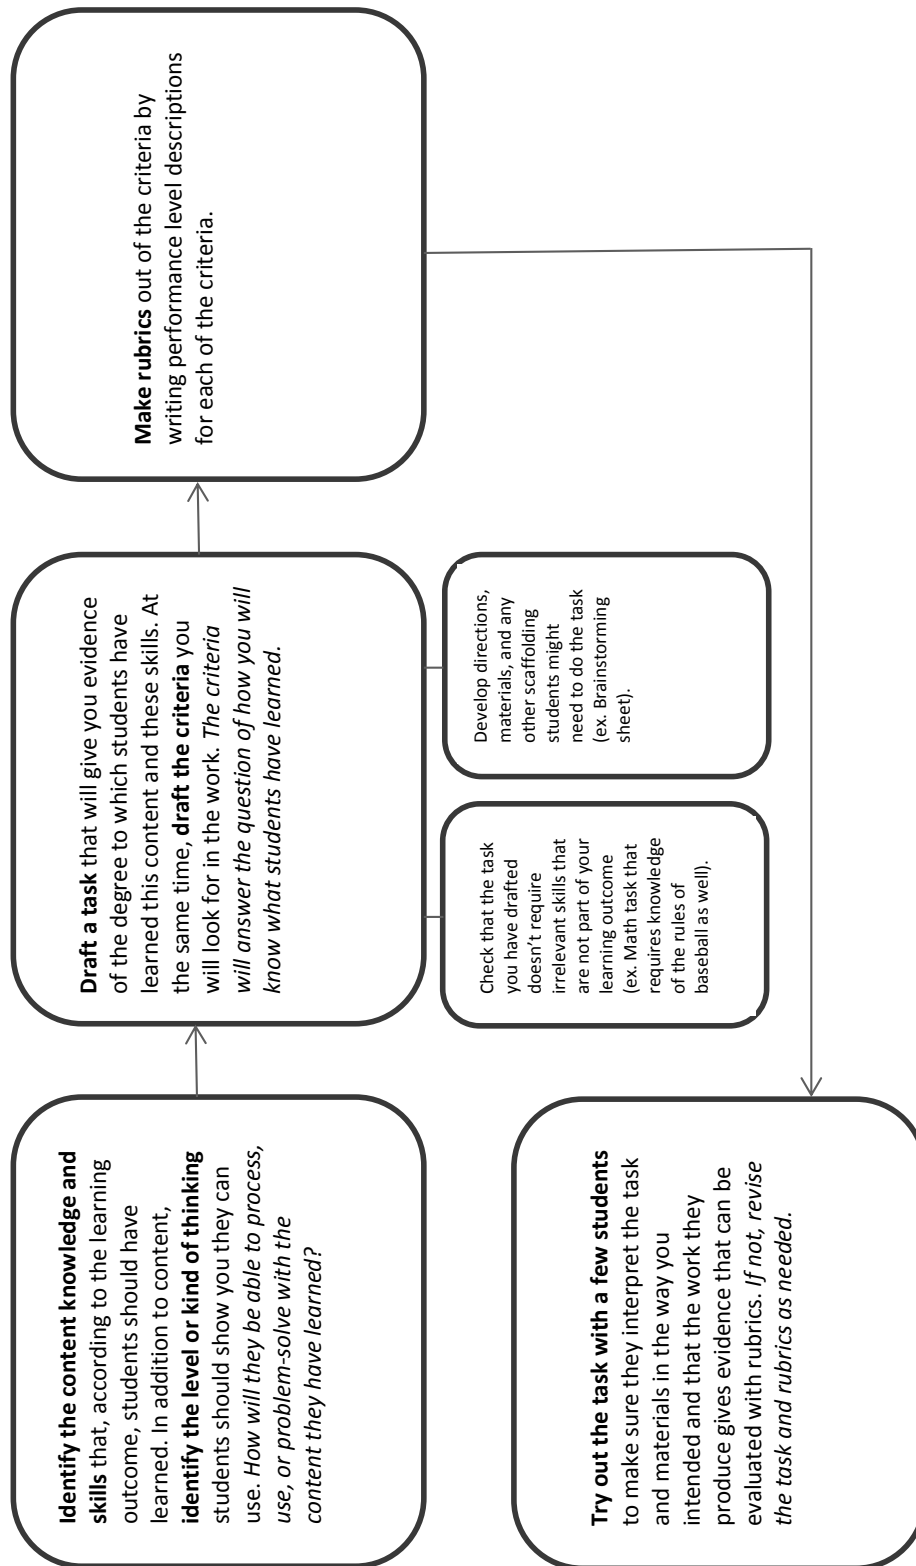 Identify the content knowledge and
skills that, according to the learning
outcome, students should have
learned. In addition to content,
identify the level or kind of thinking
students should show you they can
use. How will they be able to process,
use, or problem-solve with the
content they have learned?
Draft a task that will give you evidence
of the degree to which students have
learned this content and these skills. At
the same time, draft the criteria you
will look for in the work. The criteria
will answer the question of how you will
know what students have learned.
Check that the task
you have drafted
doesn’t require
irrelevant skills that
are not part of your
learning outcome
(ex. Math task that
requires knowledge
of the rules of
baseball as well).
Develop directions,
materials, and any
other scaffolding
students might
need to do the task
(ex. Brainstorming
sheet).
Make rubrics out of the criteria by
writing performance level descriptions
for each of the criteria.
Try out the task with a few students
to make sure they interpret the task
and materials in the way you
intended and that the work they
produce gives evidence that can be
evaluated with rubrics. If not, revise
the task and rubrics as needed.